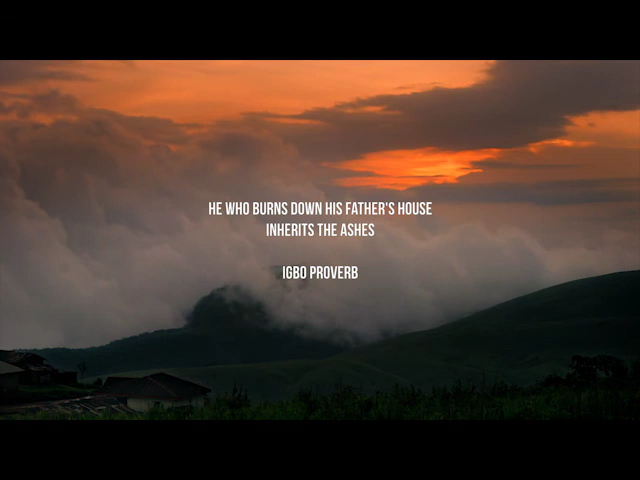 HE WHO BURNS DOWN HIS FATHER'S HOUSE
INHERITS THE ASHES
IGBO PROVERB